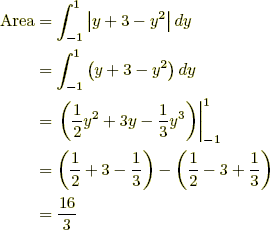 Area = ∫_{-1}^{1} |y + 3 − y²| dy
= ∫_{-1}^{1} (y + 3 − y²) dy
= (1/2 y² + 3y − 1/3 y³)|_{-1}^{1}
= (1/2 + 3 − 1/3) − (1/2 − 3 + 1/3)
= 16/3